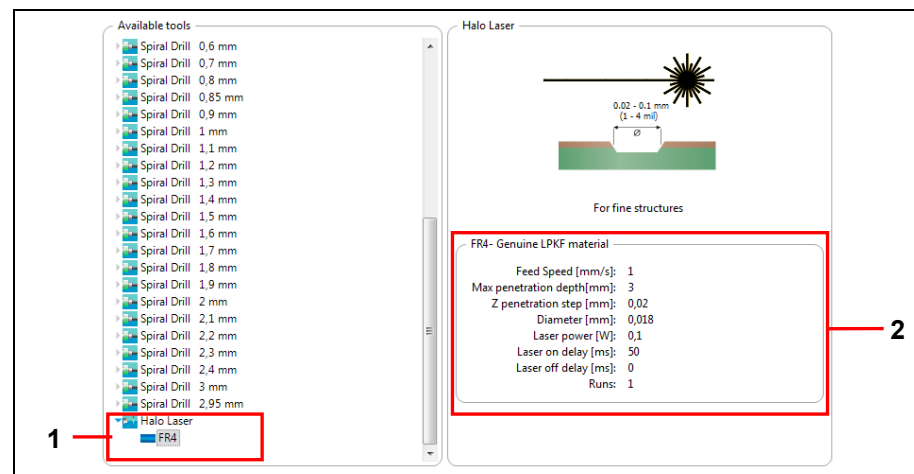 Available tools
Spiral Drill 0,6 mm
Spiral Drill 0,7 mm
Spiral Drill 0,8 mm
Spiral Drill 0,85 mm
Spiral Drill 0,9 mm
Spiral Drill 1 mm
Spiral Drill 1,1 mm
Spiral Drill 1,2 mm
Spiral Drill 1,3 mm
Spiral Drill 1,4 mm
Spiral Drill 1,5 mm
Spiral Drill 1,6 mm
Spiral Drill 1,7 mm
Spiral Drill 1,8 mm
Spiral Drill 1,9 mm
Spiral Drill 2 mm
Spiral Drill 2,1 mm
Spiral Drill 2,2 mm
Spiral Drill 2,3 mm
Spiral Drill 2,4 mm
Spiral Drill 3 mm
Spiral Drill 2,95 mm
Halo Laser
FR4
1
Halo Laser
0.02 - 0.1 mm
(1 - 4 mil)
Ø
For fine structures
FR4- Genuine LPKF material
Feed Speed [mm/s]: 1
Max penetration depth[mm]: 3
Z penetration step [mm]: 0,02
Diameter [mm]: 0,018
Laser power [W]: 0,1
Laser on delay [ms]: 50
Laser off delay [ms]: 0
Runs: 1
2